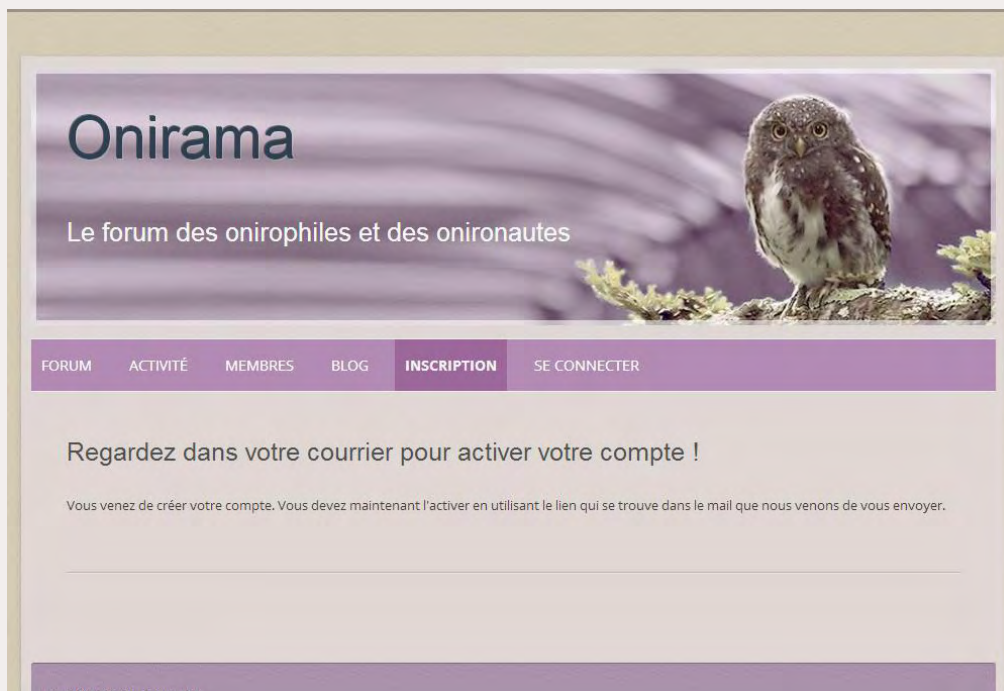 Onirama
Le forum des onirophiles et des onironautes
FORUM ACTIVITÉ MEMBRES BLOG INSCRIPTION SE CONNECTER
Regardez dans votre courrier pour activer votre compte !
Vous venez de créer votre compte. Vous devez maintenant l'activer en utilisant le lien qui se trouve dans le mail que nous venons de vous envoyer.